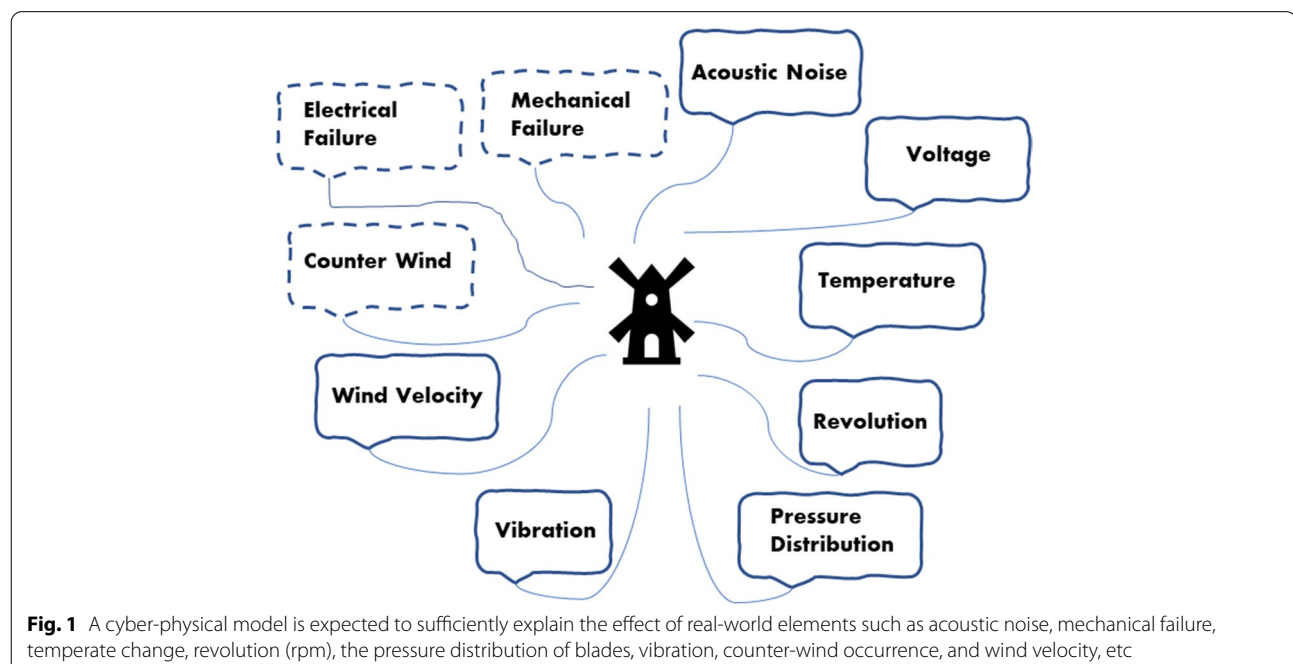 Acoustic Noise
Electrical
Failure
Mechanical
Failure
Voltage
Counter Wind
Temperature
Wind Velocity
Revolution
Vibration
Pressure
Distribution
Fig. 1 A cyber-physical model is expected to sufficiently explain the effect of real-world elements such as acoustic noise, mechanical failure,
temperate change, revolution (rpm), the pressure distribution of blades, vibration, counter-wind occurrence, and wind velocity, etc